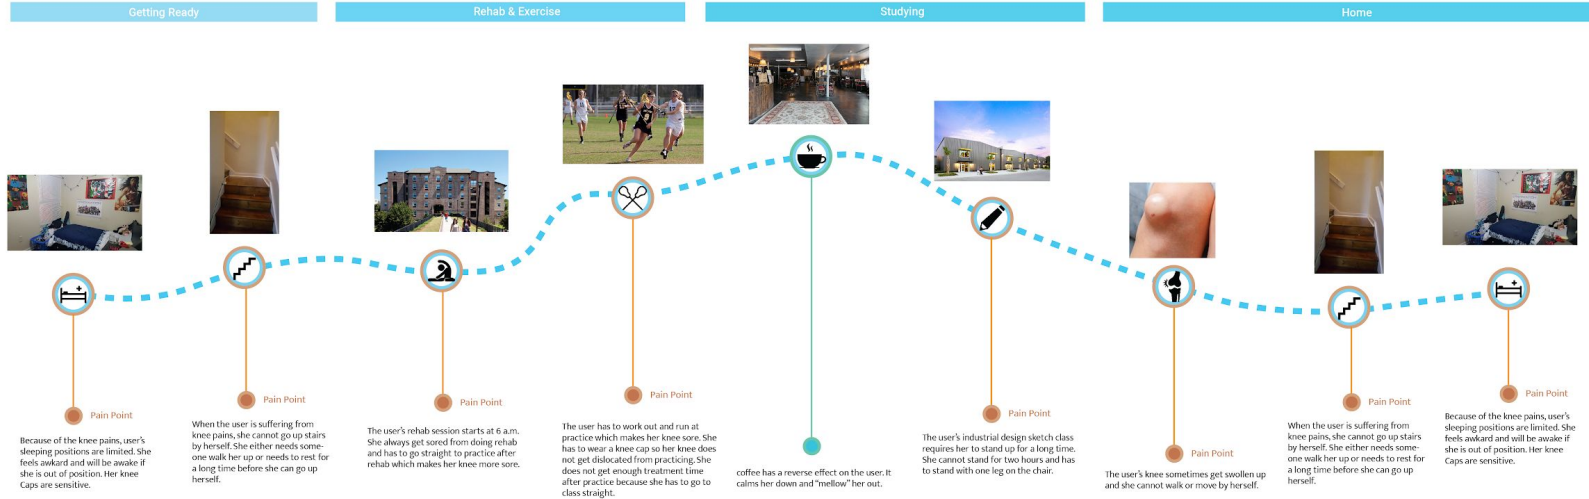 Getting Ready
Rehab & Exercise
Studying
Home
Pain Point
Because of the knee pains, user's
sleeping positions are limited. She
feels awkard and will be awake if
she is out of position. Her knee
Caps are sensitive.
Pain Point
When the user is suffering from
knee pains, she cannot go up stairs
by herself. She either needs some-
one walk her up or needs to rest for
a long time before she can go up
herself.
Pain Point
The user's rehab session starts at 6 a.m.
She always get sored from doing rehab
and has to go straight to practice after
rehab which makes her knee more sore.
Pain Point
The user has to work out and run at
practice which makes her knee sore. She
has to wear a knee cap so her knee does
not get dislocated from practicing. She
does not get enough treatment time
after practice because she has to go to
class straight.
coffee has a reverse effect on the user. It
calms her down and "mellow" her out.
Pain Point
The user's industrial design sketch class
requires her to stand up for a long time.
She cannot stand for two hours and has
to stand with one leg on the chair.
Pain Point
The user's knee sometimes get swollen up
and she cannot walk or move by herself.
Pain Point
When the user is suffering from
knee pains, she cannot go up stairs
by herself. She either needs some-
one walk her up or needs to rest for
a long time before she can go up
herself.
Pain Point
Because of the knee pains, user's
sleeping positions are limited. She
feels awkard and will be awake if
she is out of position. Her knee
Caps are sensitive.